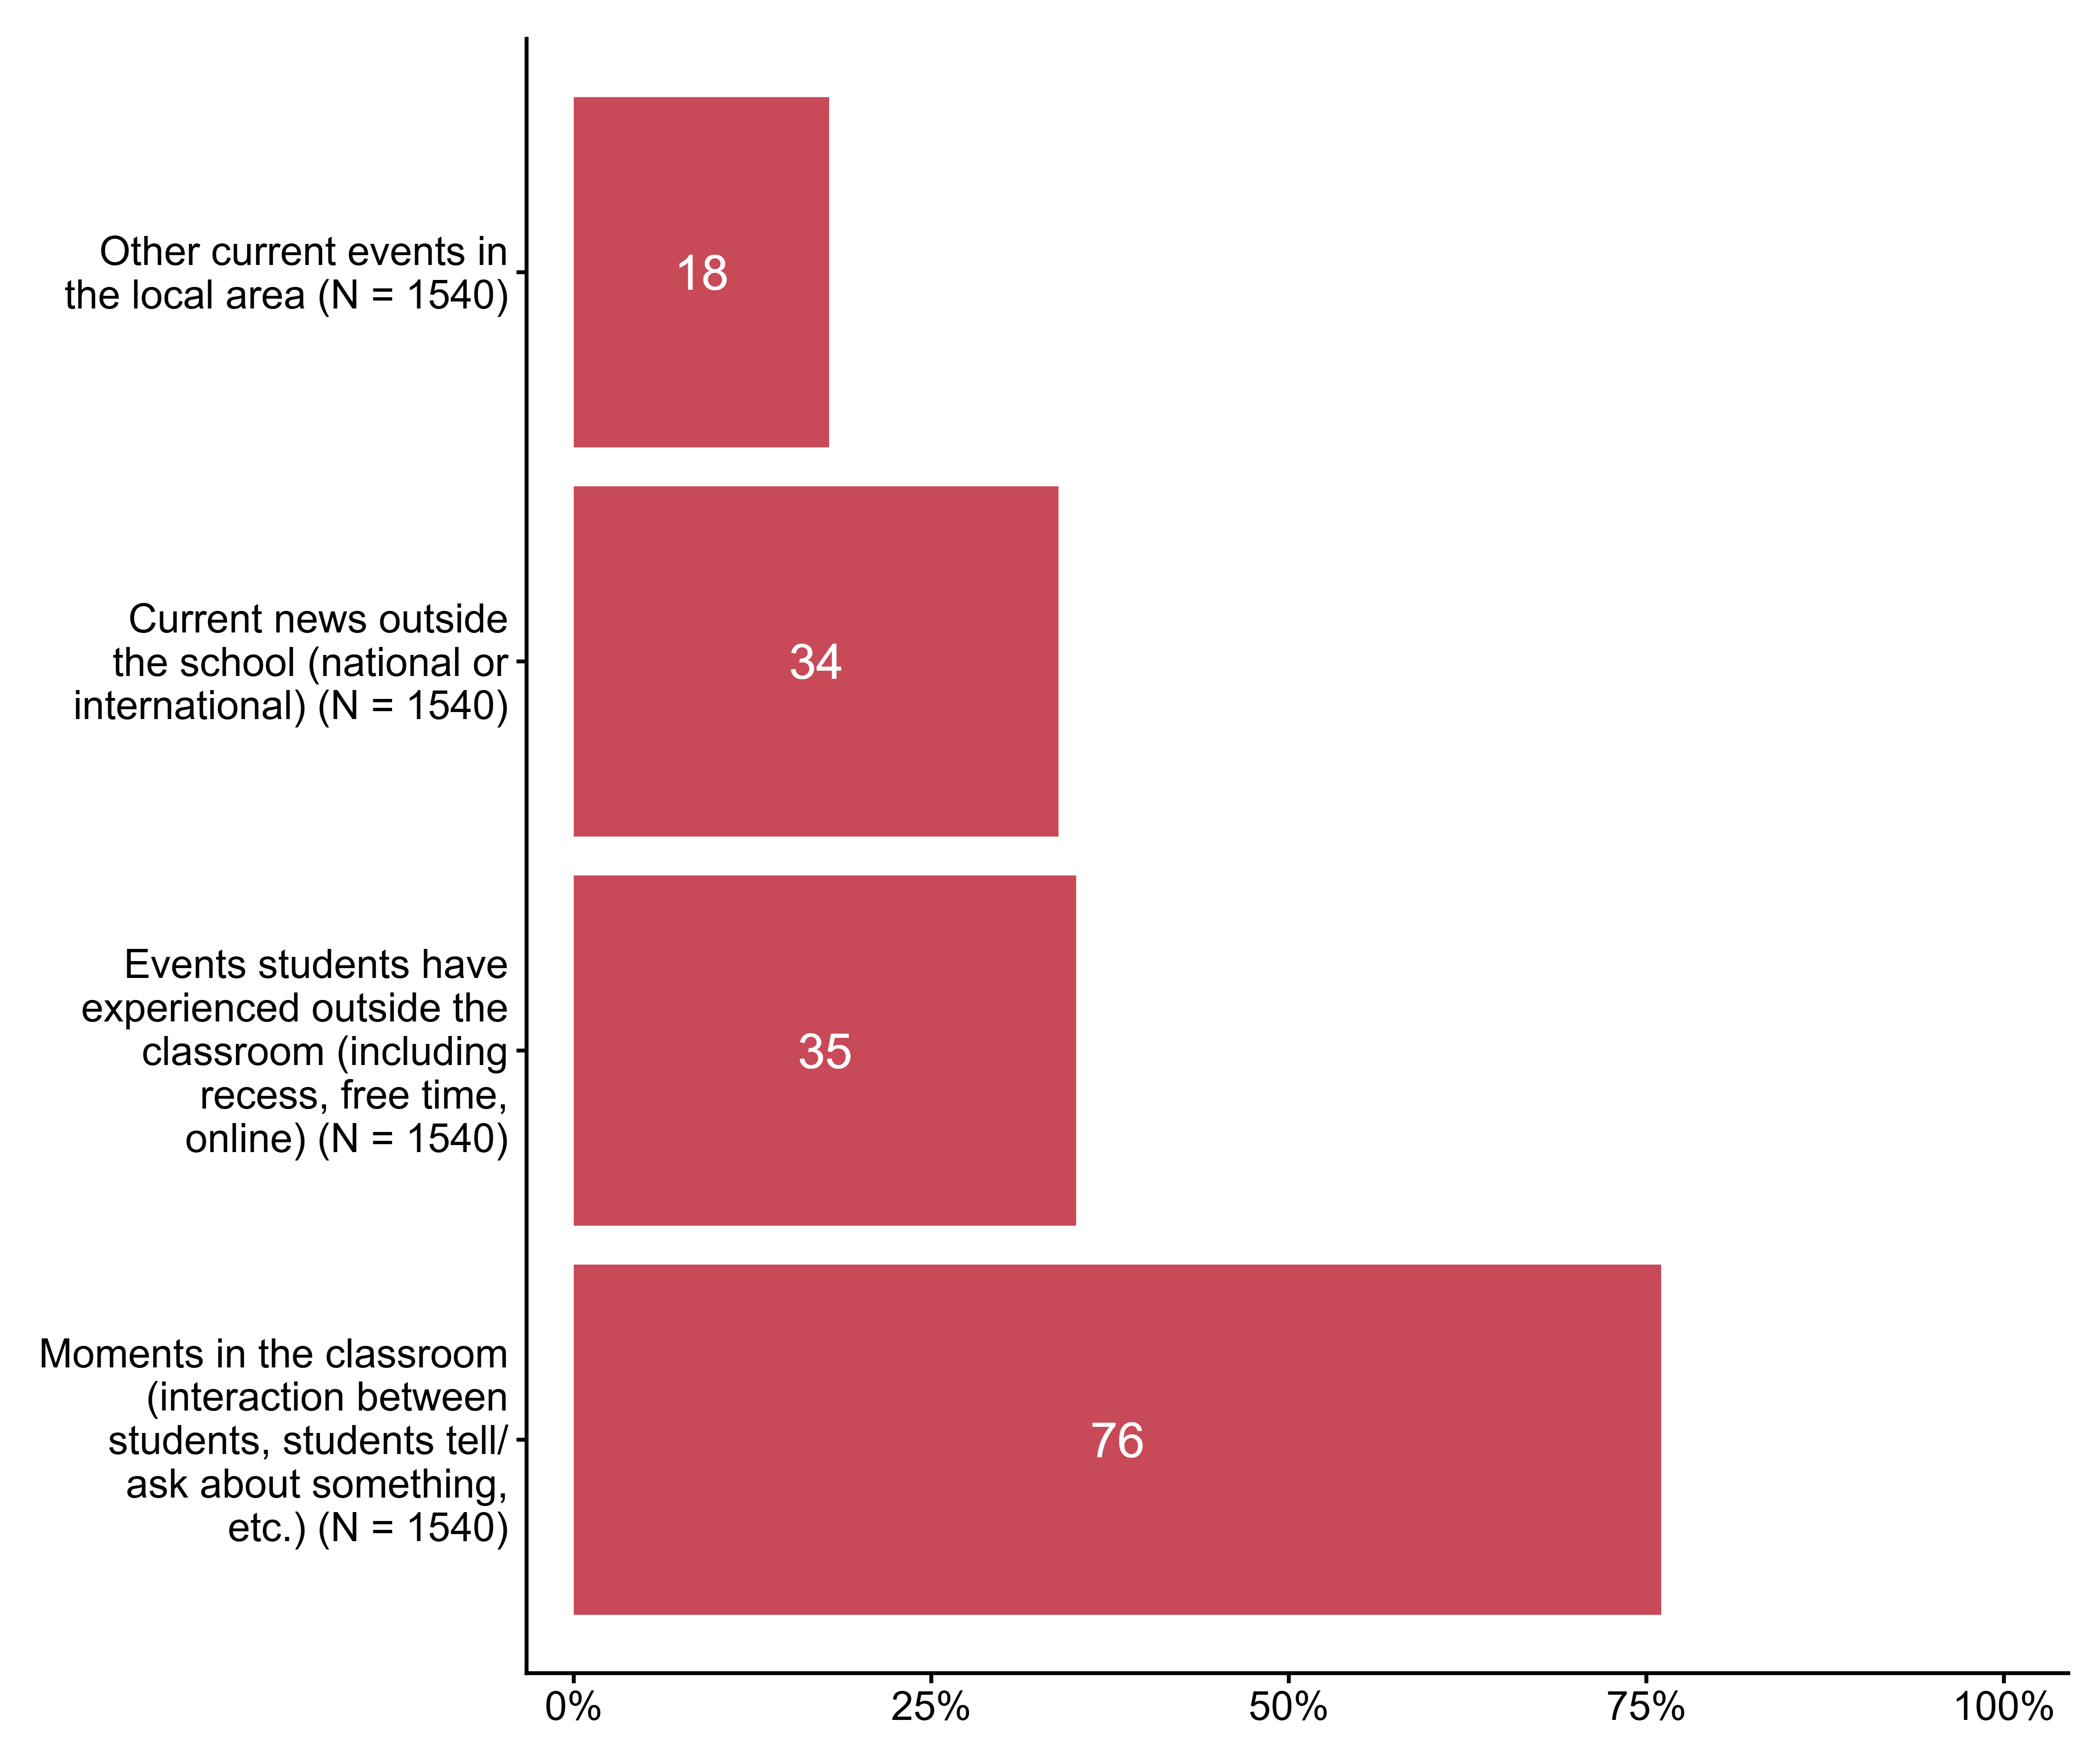 Other current events in
the local area (N = 1540)
18
Current news outside
the school (national or
international) (N = 1540)
34
Events students have
experienced outside the
classroom (including
recess, free time,
online) (N = 1540)
35
Moments in the classroom
(interaction between
students, students tell/
ask about something,
etc.) (N = 1540)
76
0% 25% 50% 75% 100%